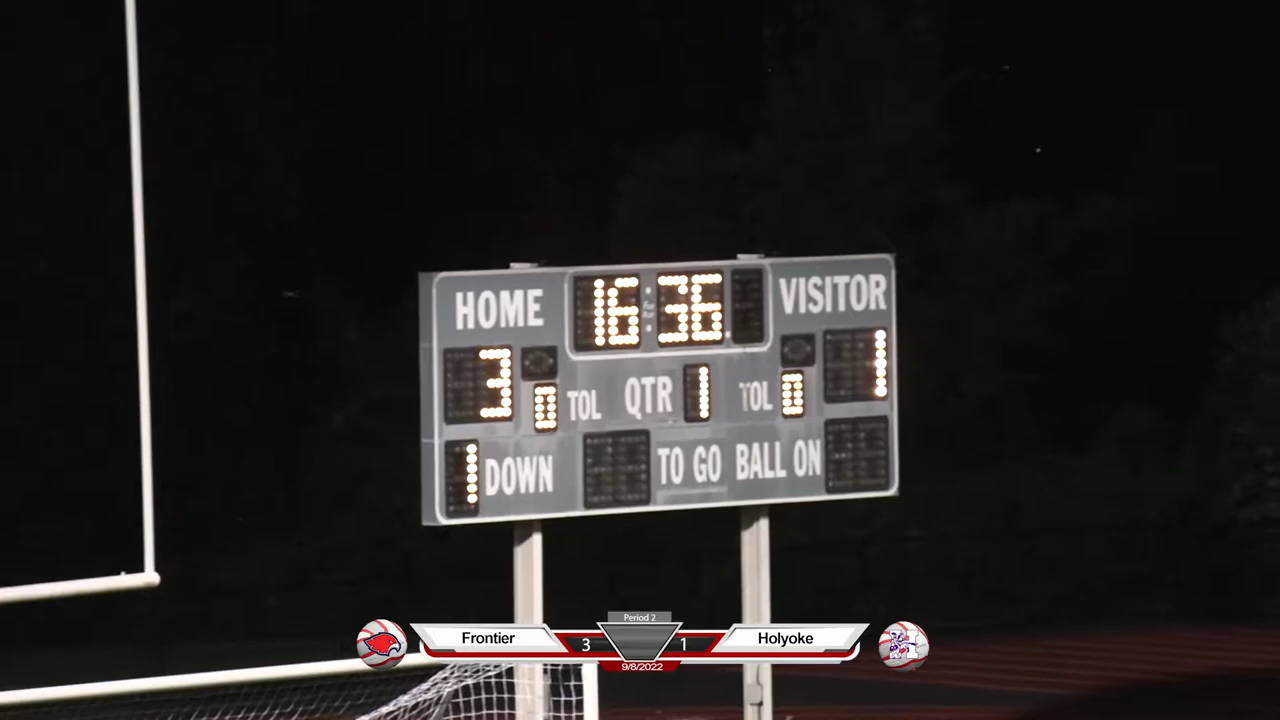 HOME 16:36 VISITOR
3 1
0 TOL QTR 1 TOL 0
1 DOWN TO GO BALL ON
Period 2
Frontier 3 1 Holyoke
9/8/2022